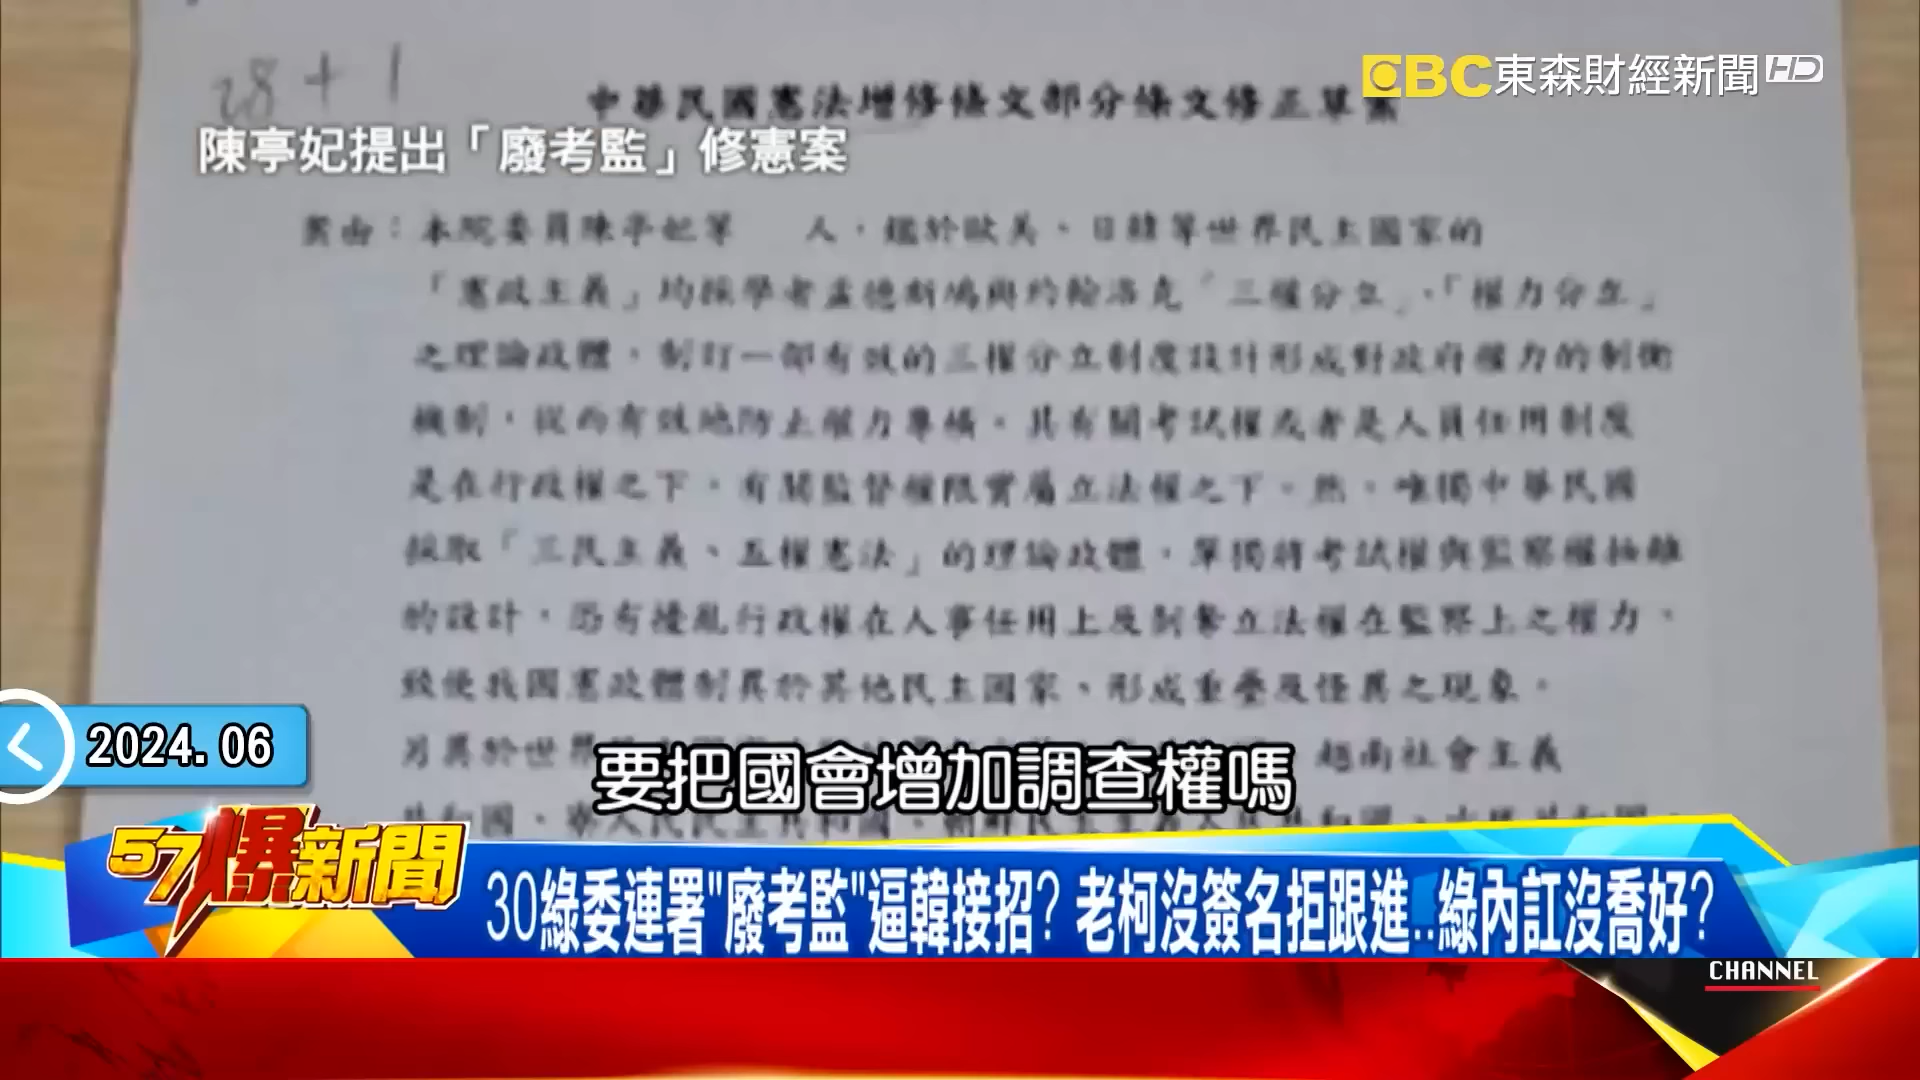 28+1
EBC東森財經新聞HD
中華民國憲法增修條文部分條文修正草案
陳亭妃提出「廢考監」修憲案
案由：本院委員陳亭妃等 人，鑑於歐美、日韓等世界民主國家的
「憲政主義」均採學者孟德斯鳩與約翰洛克「三權分立」、「權力分立」
之理論政體，制訂一部有效的三權分立制度設計形成對政府權力的制衡
機制，從而有效地防止權力專橫。其有關考試權或者是人員任用制度
是在行政權之下，有關監督權限實屬立法權之下。然，唯獨中華民國
採取「三民主義、五權憲法」的理論政體，單獨將考試權與監察權抽離
的設計，恐有擾亂行政權在人事任用上及剝奪立法權在監察上之權力，
致使我國憲政體制異於其他民主國家、形成重疊及怪異之現象。
另異於世界 越南社會主義
2024.06
要把國會增加調查權嗎
57爆新聞
30綠委連署"廢考監"逼韓接招? 老柯沒簽名拒跟進..綠內訌沒喬好?
CHANNEL